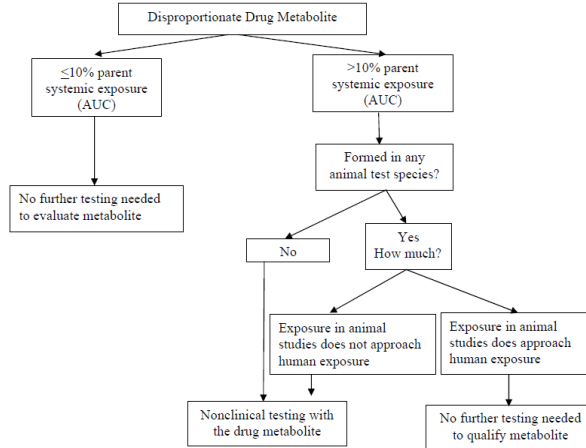 Disproportionate Drug Metabolite
≤10% parent
systemic exposure
(AUC)
>10% parent
systemic exposure
(AUC)
Formed in any
animal test species?
No further testing needed
to evaluate metabolite
No
Yes
How much?
Exposure in animal
studies does not approach
human exposure
Exposure in animal
studies does approach
human exposure
Nonclinical testing with
the drug metabolite
No further testing needed
to qualify metabolite